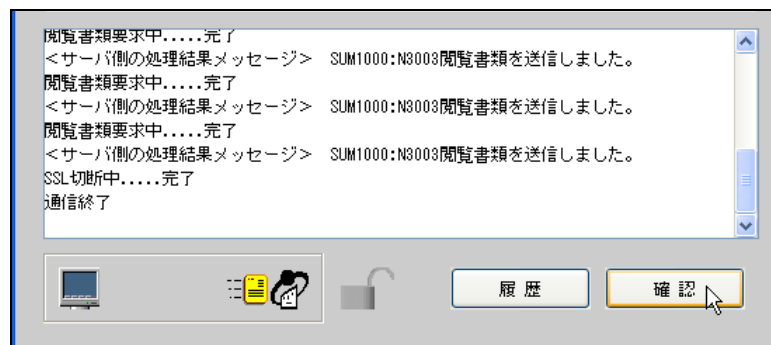 閲覧書類要求中.....完了
<サーバ側の処理結果メッセージ>　SUM1000:N3003閲覧書類を送信しました。
閲覧書類要求中.....完了
<サーバ側の処理結果メッセージ>　SUM1000:N3003閲覧書類を送信しました。
閲覧書類要求中.....完了
<サーバ側の処理結果メッセージ>　SUM1000:N3003閲覧書類を送信しました。
SSL切断中.....完了
通信終了
履 歴
確 認